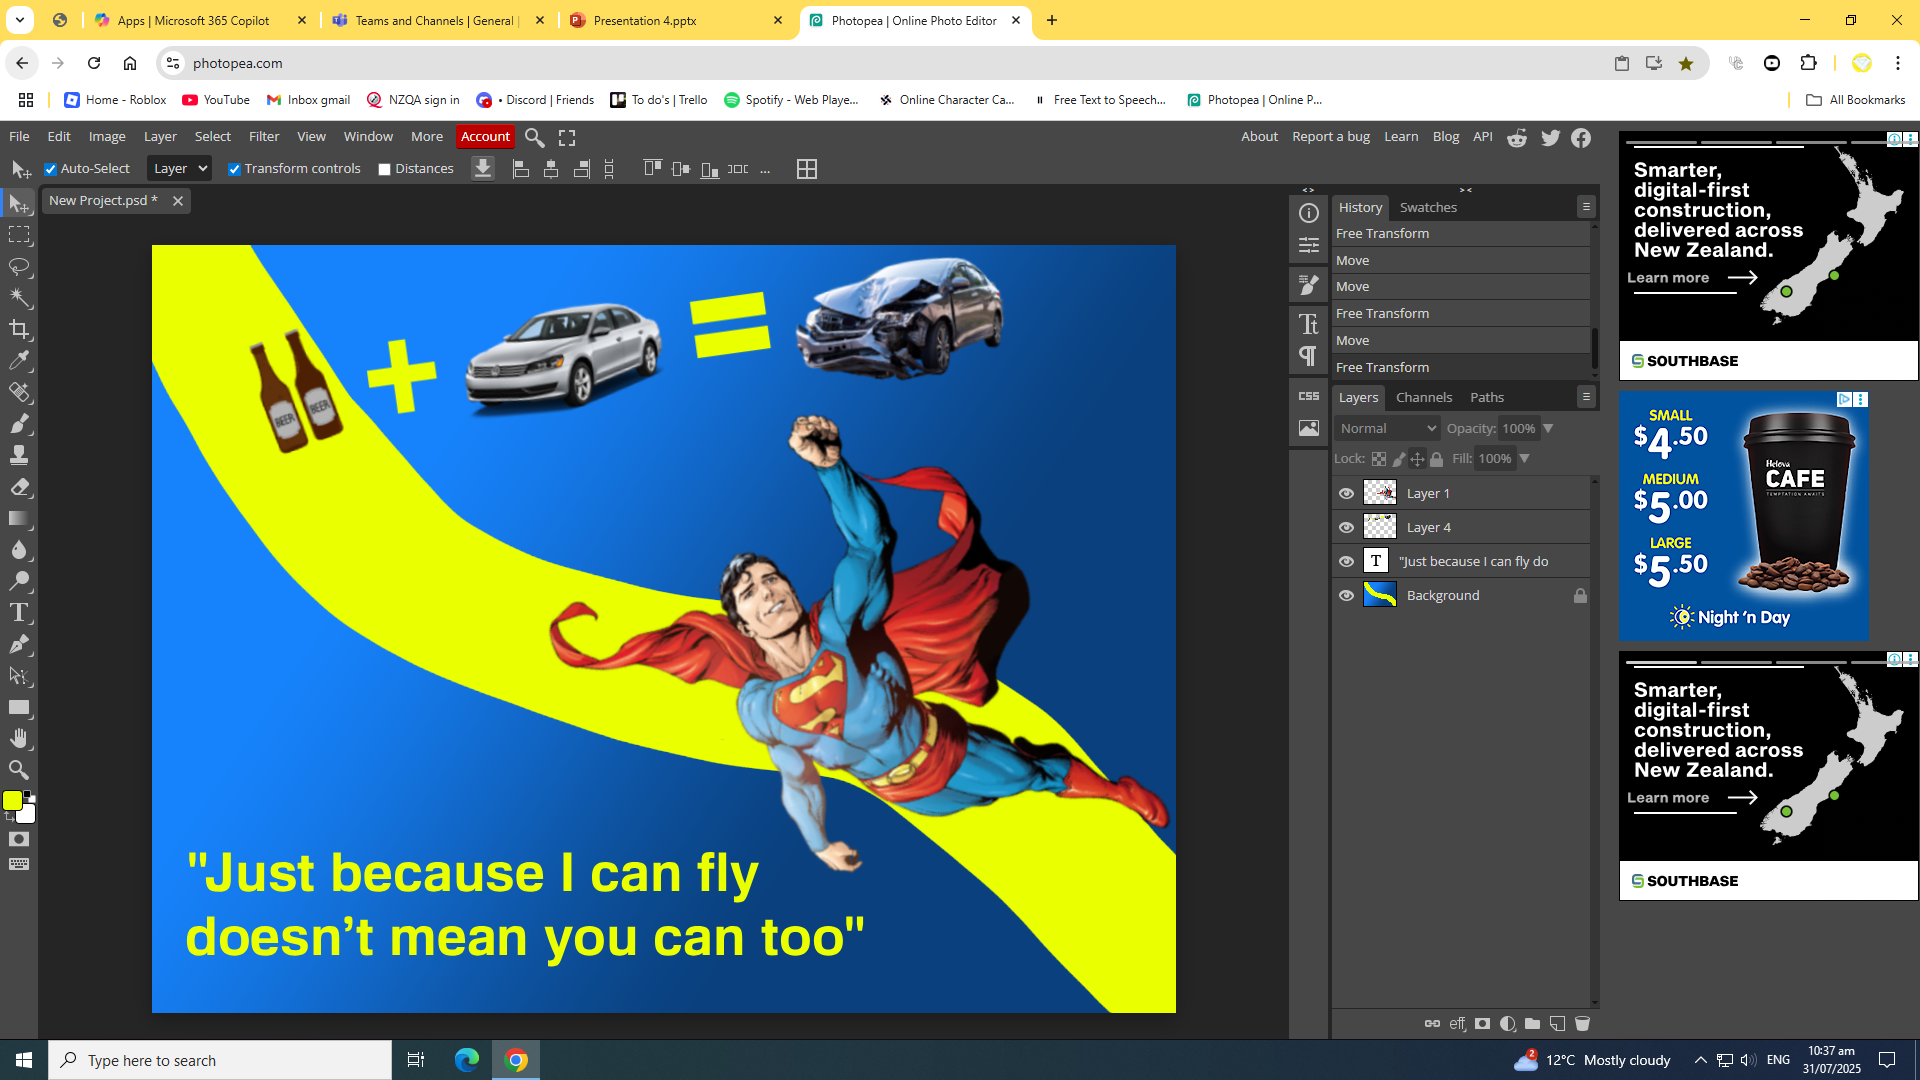 Apps | Microsoft 365 Copilot
Teams and Channels | General |
Presentation 4.pptx
Photopea | Online Photo Editor
photopea.com
Home - Roblox
YouTube
Inbox gmail
NZQA sign in
• Discord | Friends
To do's | Trello
Spotify - Web Playe...
Online Character Ca...
Free Text to Speech...
Photopea | Online P...
All Bookmarks
File Edit Image Layer Select Filter View Window More Account
About Report a bug Learn Blog API
Auto-Select Layer Transform controls Distances ...
New Project.psd *
BEER
BEER
+
=
"Just because I can fly
doesn’t mean you can too"
History Swatches
Free Transform
Move
Move
Free Transform
Move
Free Transform
CSS
Layers Channels Paths
Normal Opacity: 100%
Lock: Fill: 100%
Layer 1
Layer 4
T "Just because I can fly do
Background
eff
Smarter,
digital-first
construction,
delivered across
New Zealand.
Learn more
SOUTHBASE
SMALL
$4.50
MEDIUM
$5.00
LARGE
$5.50
Helova
CAFE
TEMPTATION AWAITS
Night 'n Day
Smarter,
digital-first
construction,
delivered across
New Zealand.
Learn more
SOUTHBASE
Type here to search
2
12°C Mostly cloudy
ENG
10:37 am
31/07/2025